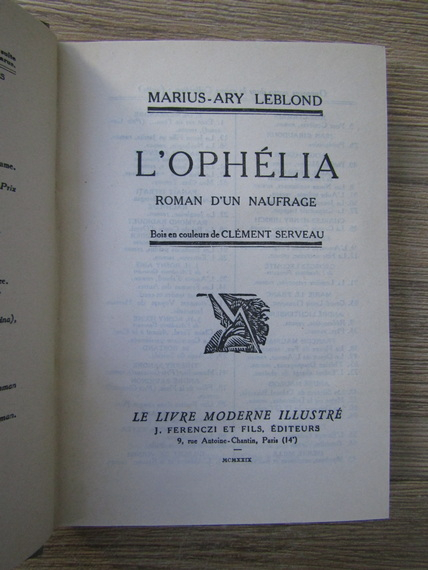 MARIUS-ARY LEBLOND
L'OPHÉLIA
ROMAN D'UN NAUFRAGE
Bois en couleurs de CLÉMENT SERVEAU
LE LIVRE MODERNE ILLUSTRÉ
J. FERENCZI ET FILS, ÉDITEURS
9, rue Antoine-Chantin, Paris (14ᵉ)
MCMXXIX